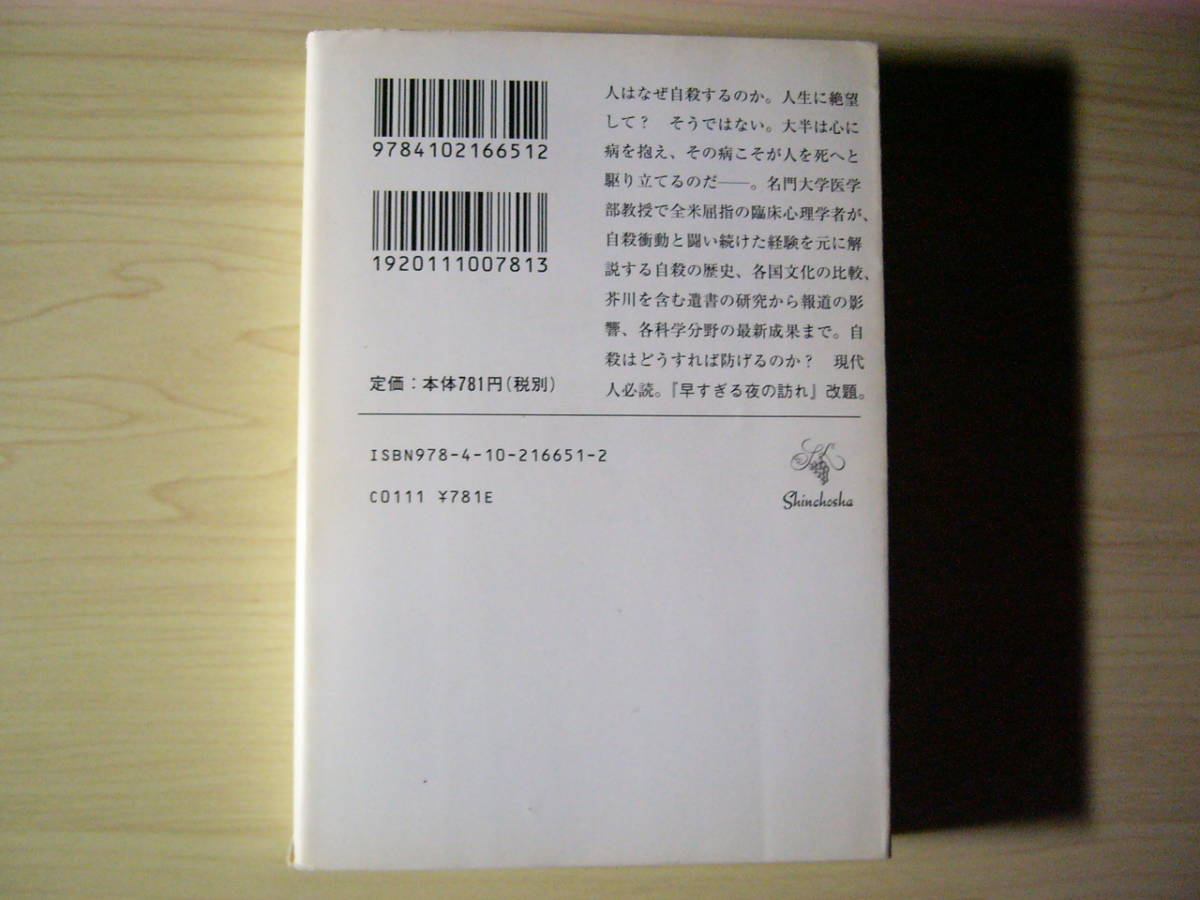 9784102166512
1920111007813
定価：本体781円（税別）
人はなぜ自殺するのか。人生に絶望
して？　そうではない。大半は心に
病を抱え、その病こそが人を死へと
駆り立てるのだ――。名門大学医学
部教授で全米屈指の臨床心理学者が、
自殺衝動と闘い続けた経験を元に解
説する自殺の歴史、各国文化の比較、
芥川を含む遺書の研究から報道の影
響、各科学分野の最新成果まで。自
殺はどうすれば防げるのか？　現代
人必読。『早すぎる夜の訪れ』改題。
ISBN978-4-10-216651-2
C0111 ¥781E
Shinchosha